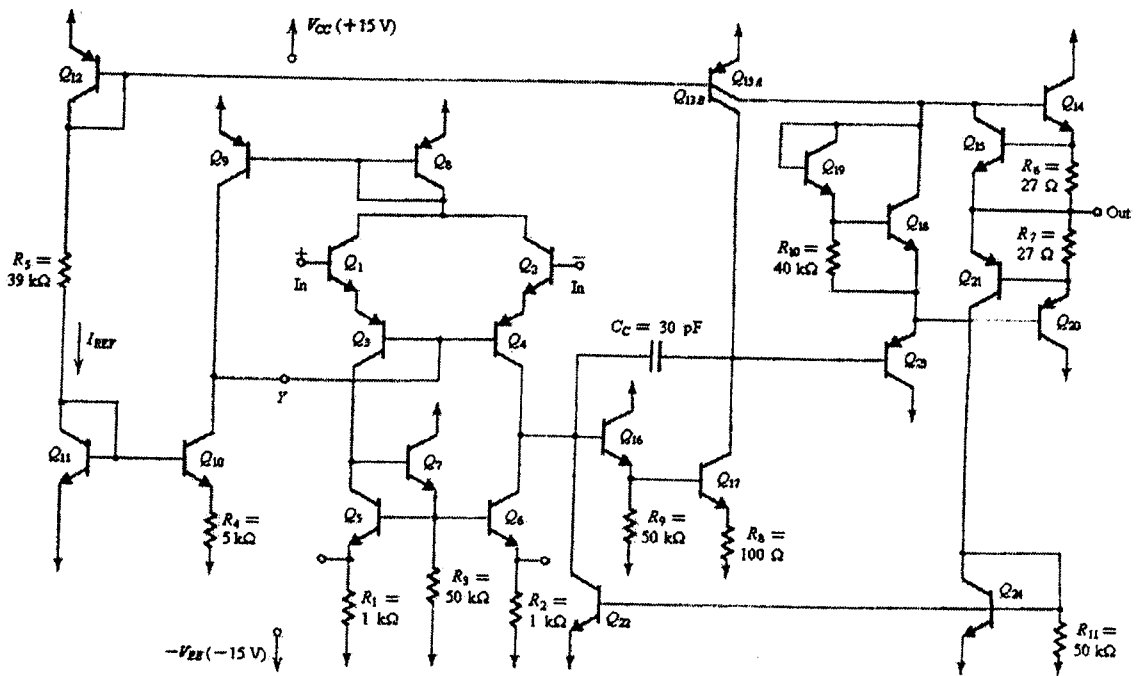 V_CC (+15 V)
Q12
Q13A
Q13B
Q14
Q9
Q8
Q19
Q15
R6 =
27 Ω
Out
R5 =
39 kΩ
+
In
Q1
Q2
−
In
Q18
R10 =
40 kΩ
R7 =
27 Ω
Q21
I_REF
Q3
Q4
C_C = 30 pF
Q20
Q23
Y
Q11
Q10
Q7
Q16
Q17
R4 =
5 kΩ
Q5
Q6
R9 =
50 kΩ
R8 =
100 Ω
R1 =
1 kΩ
R3 =
50 kΩ
R2 =
1 kΩ
Q22
Q24
R11 =
50 kΩ
−V_EE (−15 V)